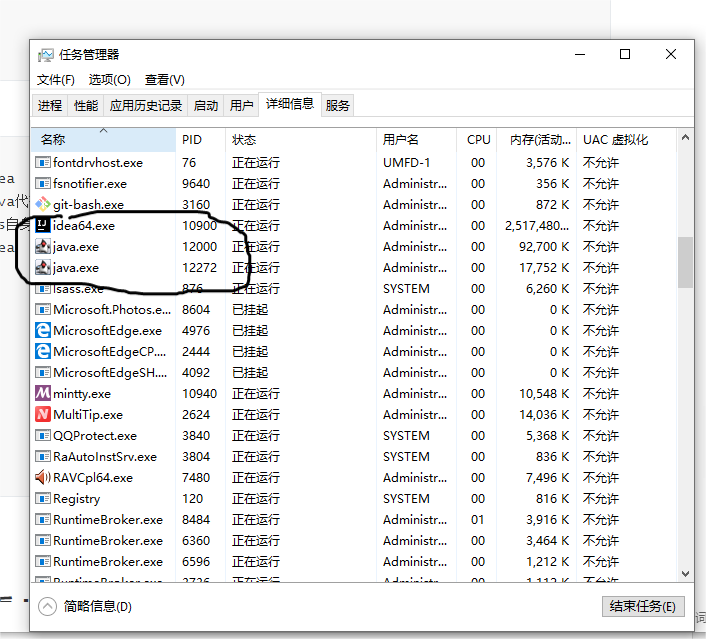 任务管理器
文件(F) 选项(O) 查看(V)
进程 性能 应用历史记录 启动 用户 详细信息 服务
名称 PID 状态 用户名 CPU 内存(活动... UAC 虚拟化
fontdrvhost.exe 76 正在运行 UMFD-1 00 3,576 K 不允许
fsnotifier.exe 9640 正在运行 Administr... 00 356 K 不允许
git-bash.exe 3160 正在运行 Administr... 00 872 K 不允许
idea64.exe 10900 正在运行 Administr... 00 2,517,480... 不允许
java.exe 12000 正在运行 Administr... 00 92,700 K 不允许
java.exe 12272 正在运行 Administr... 00 17,752 K 不允许
lsass.exe 876 正在运行 SYSTEM 00 6,260 K 不允许
Microsoft.Photos.e... 8604 已挂起 Administr... 00 0 K 不允许
MicrosoftEdge.exe 4976 已挂起 Administr... 00 0 K 不允许
MicrosoftEdgeCP.... 2444 已挂起 Administr... 00 0 K 不允许
MicrosoftEdgeSH.... 4092 已挂起 Administr... 00 0 K 不允许
mintty.exe 10940 正在运行 Administr... 00 10,548 K 不允许
MultiTip.exe 2624 正在运行 Administr... 00 14,036 K 不允许
QQProtect.exe 3840 正在运行 SYSTEM 00 5,368 K 不允许
RaAutoInstSrv.exe 3804 正在运行 SYSTEM 00 836 K 不允许
RAVCpl64.exe 7480 正在运行 Administr... 00 7,496 K 不允许
Registry 120 正在运行 SYSTEM 00 816 K 不允许
RuntimeBroker.exe 8484 正在运行 Administr... 01 3,916 K 不允许
RuntimeBroker.exe 6360 正在运行 Administr... 00 3,464 K 不允许
RuntimeBroker.exe 6596 正在运行 Administr... 00 1,212 K 不允许
RuntimeBroker.exe 正在运行 Administr... 00 不允许
简略信息(D) 结束任务(E)